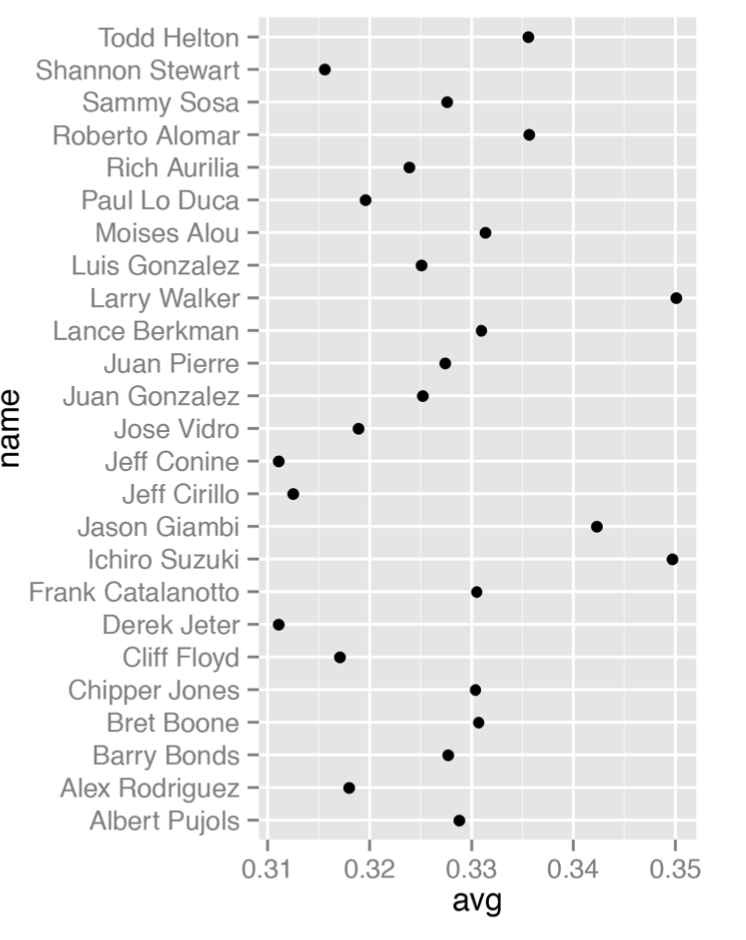 Todd Helton
Shannon Stewart
Sammy Sosa
Roberto Alomar
Rich Aurilia
Paul Lo Duca
Moises Alou
Luis Gonzalez
Larry Walker
Lance Berkman
Juan Pierre
Juan Gonzalez
Jose Vidro
Jeff Conine
Jeff Cirillo
Jason Giambi
Ichiro Suzuki
Frank Catalanotto
Derek Jeter
Cliff Floyd
Chipper Jones
Bret Boone
Barry Bonds
Alex Rodriguez
Albert Pujols
name
0.31 0.32 0.33 0.34 0.35
avg